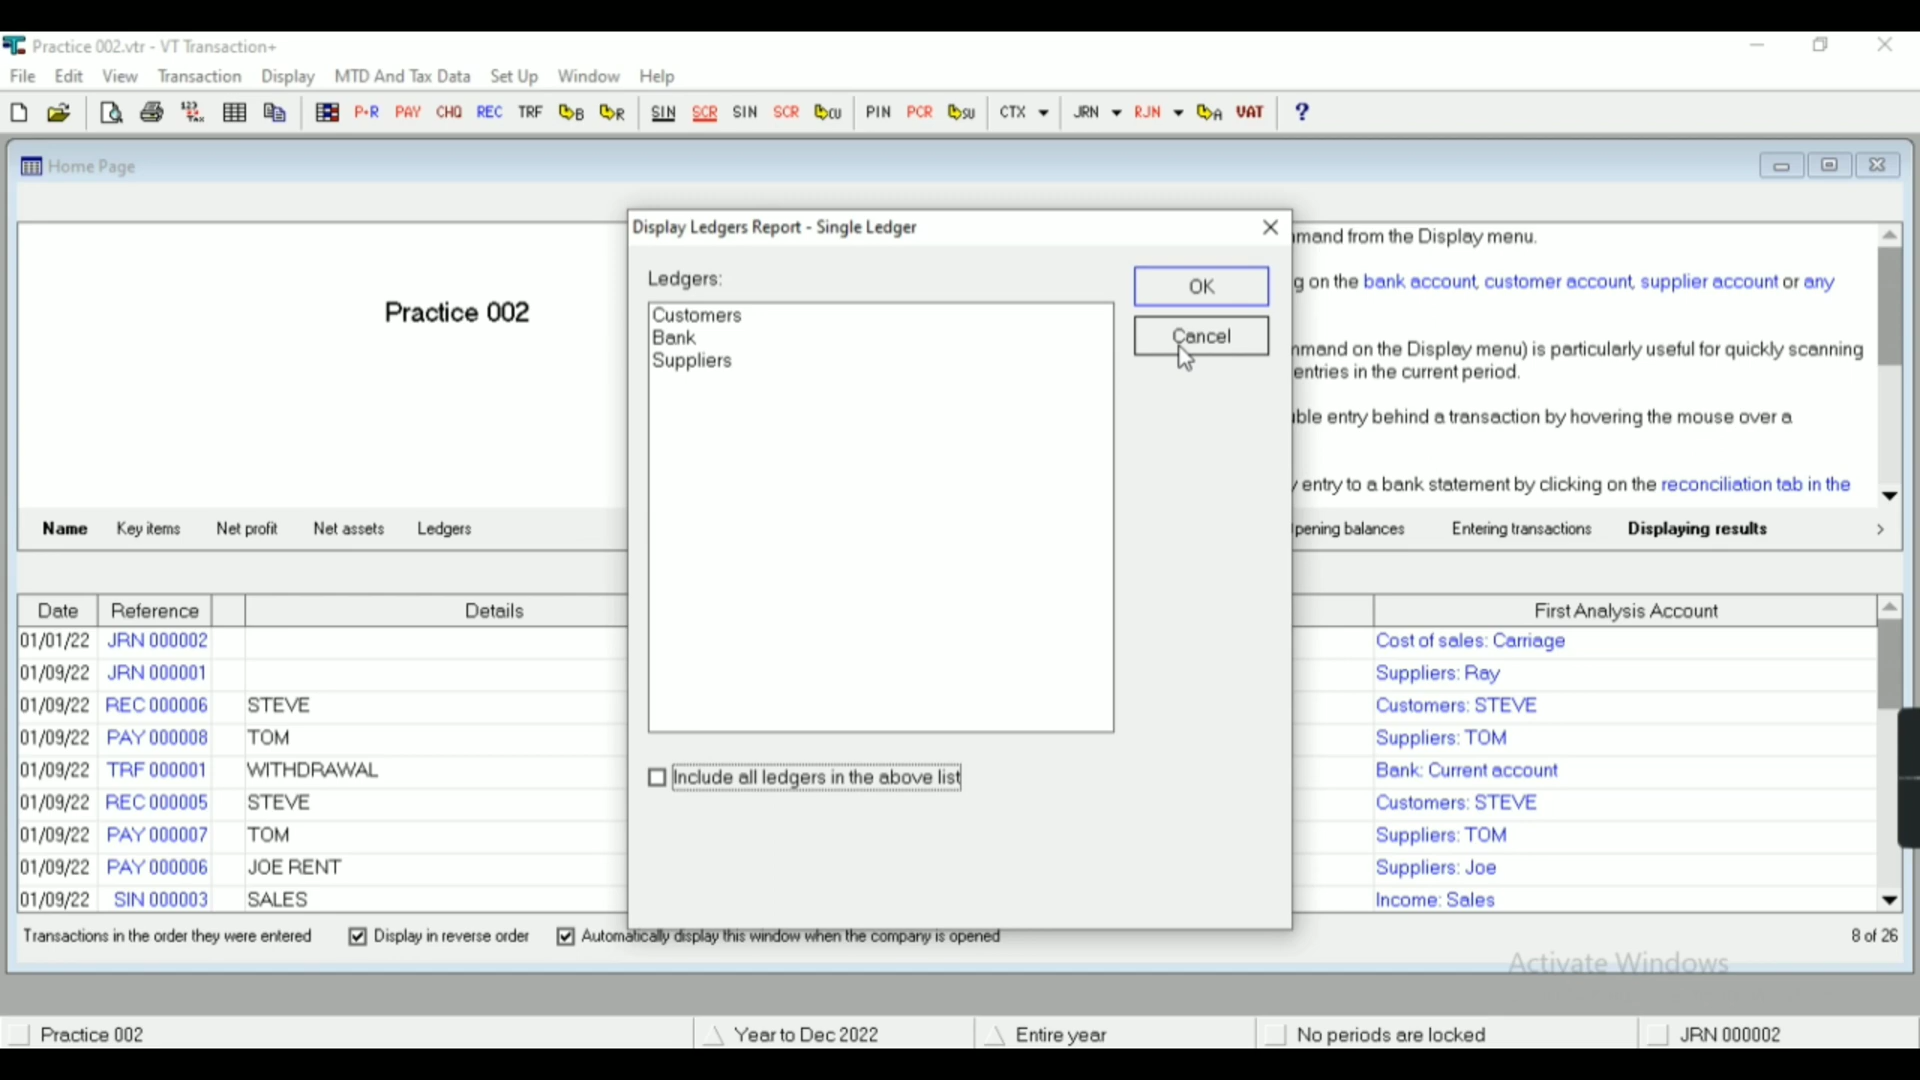 Practice 002.vtr - VT Transaction+
File Edit View Transaction Display MTD And Tax Data Set Up Window Help
P+R PAY CHQ REC TRF B R SIN SCR SIN SCR CU PIN PCR SU CTX JRN RJN A VAT ?
Home Page
Practice 002
Name Key items Net profit Net assets Ledgers
Display Ledgers Report - Single Ledger
Ledgers:
Customers
Bank
Suppliers
OK
Cancel
Include all ledgers in the above list
mmand from the Display menu.
g on the bank account, customer account, supplier account or any
mmand on the Display menu) is particularly useful for quickly scanning
entries in the current period.
ble entry behind a transaction by hovering the mouse over a
y entry to a bank statement by clicking on the reconciliation tab in the
pening balances Entering transactions Displaying results >
Date Reference Details First Analysis Account
01/01/22 JRN 000002 Cost of sales: Carriage
01/09/22 JRN 000001 Suppliers: Ray
01/09/22 REC 000006 STEVE Customers: STEVE
01/09/22 PAY 000008 TOM Suppliers: TOM
01/09/22 TRF 000001 WITHDRAWAL Bank: Current account
01/09/22 REC 000005 STEVE Customers: STEVE
01/09/22 PAY 000007 TOM Suppliers: TOM
01/09/22 PAY 000006 JOE RENT Suppliers: Joe
01/09/22 SIN 000003 SALES Income: Sales
Transactions in the order they were entered Display in reverse order Automatically display this window when the company is opened 8 of 26
Activate Windows
Practice 002 Year to Dec 2022 Entire year No periods are locked JRN 000002